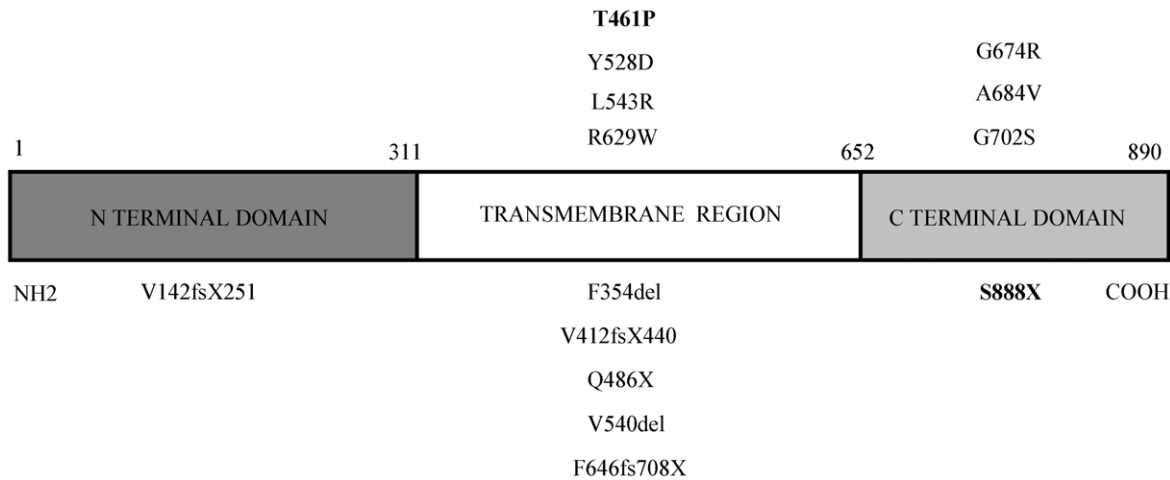 T461P
Y528D
G674R
L543R
A684V
R629W
G702S
1
311
652
890
N TERMINAL DOMAIN
TRANSMEMBRANE REGION
C TERMINAL DOMAIN
NH2
V142fsX251
F354del
S888X
COOH
V412fsX440
Q486X
V540del
F646fs708X